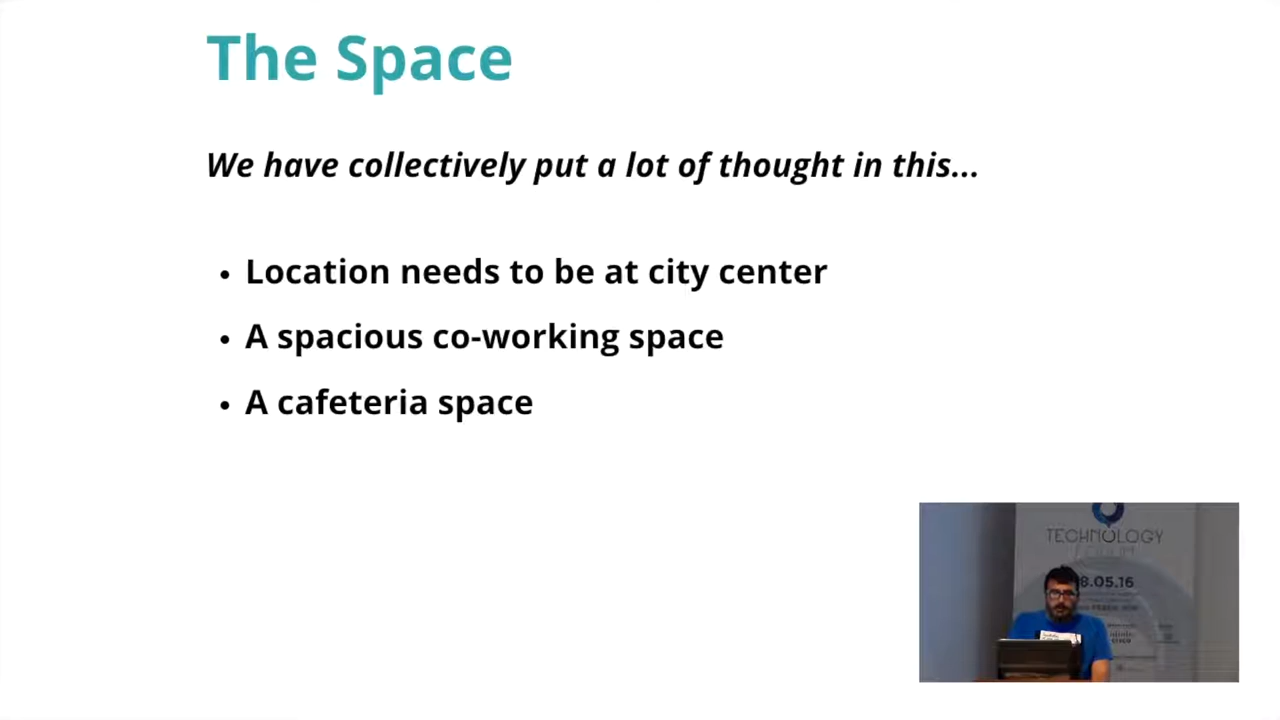 The Space
We have collectively put a lot of thought in this...
• Location needs to be at city center
• A spacious co-working space
• A cafeteria space
TECHNOLOGY
8.05.16